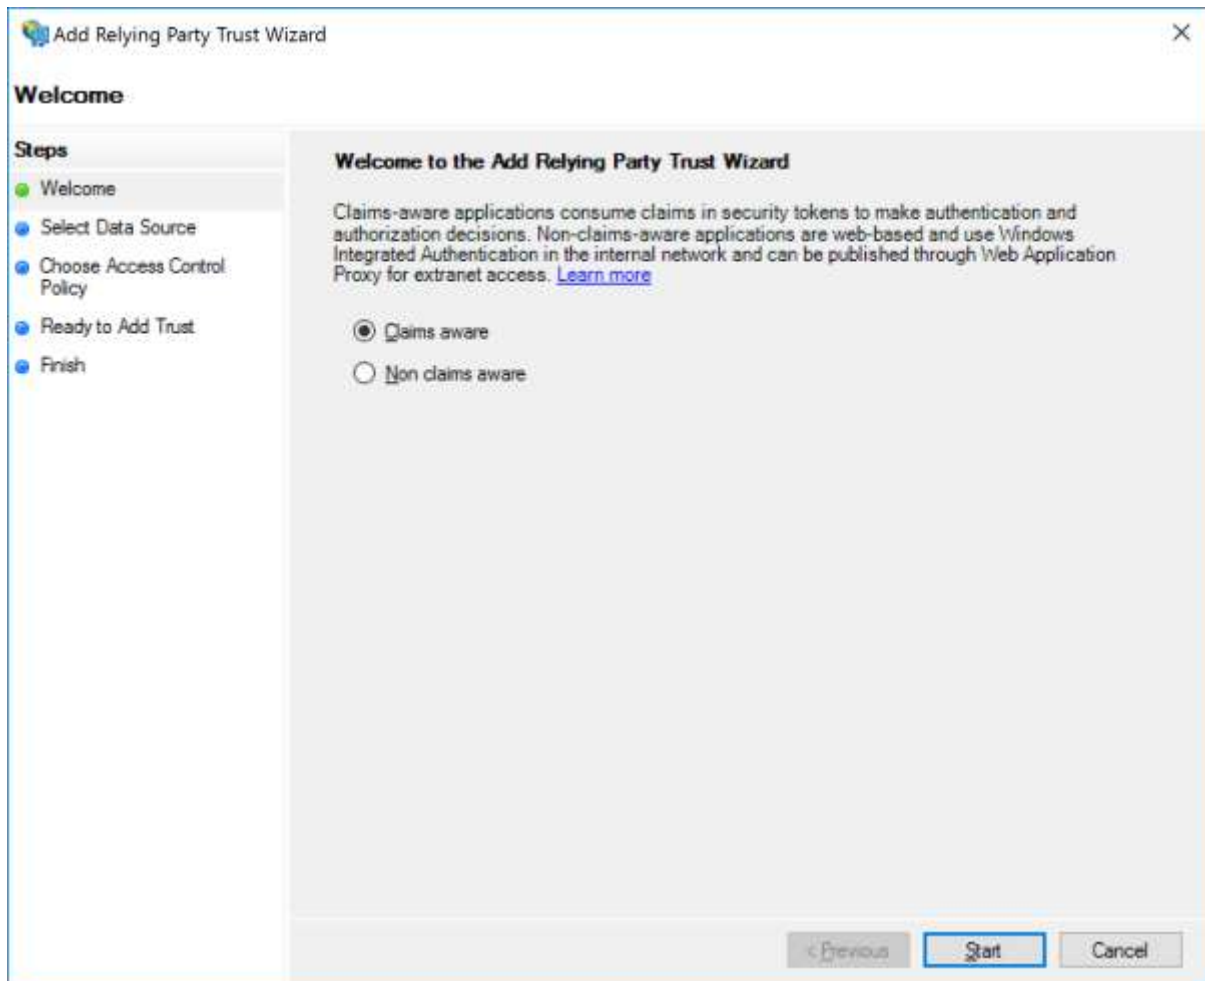 Add Relying Party Trust Wizard
Welcome
Steps
Welcome
Select Data Source
Choose Access Control
Policy
Ready to Add Trust
Finish
Welcome to the Add Relying Party Trust Wizard
Claims-aware applications consume claims in security tokens to make authentication and
authorization decisions. Non-claims-aware applications are web-based and use Windows
Integrated Authentication in the internal network and can be published through Web Application
Proxy for extranet access. Learn more
Claims aware
Non claims aware
< Previous
Start
Cancel